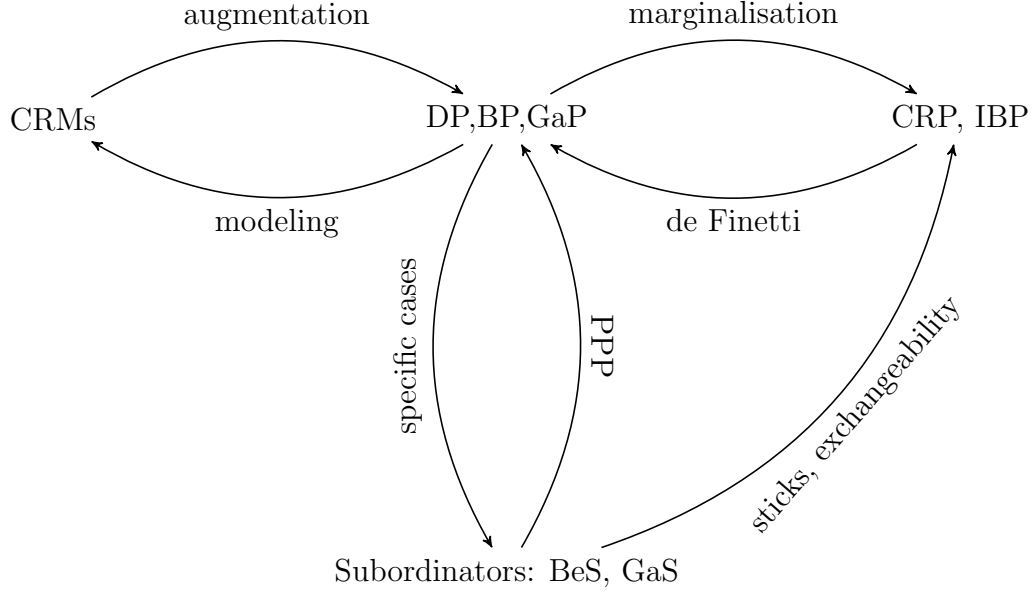 augmentation
marginalisation
CRMs
DP,BP,GaP
CRP, IBP
modeling
de Finetti
specific cases
PPP
sticks, exchangeability
Subordinators: BeS, GaS